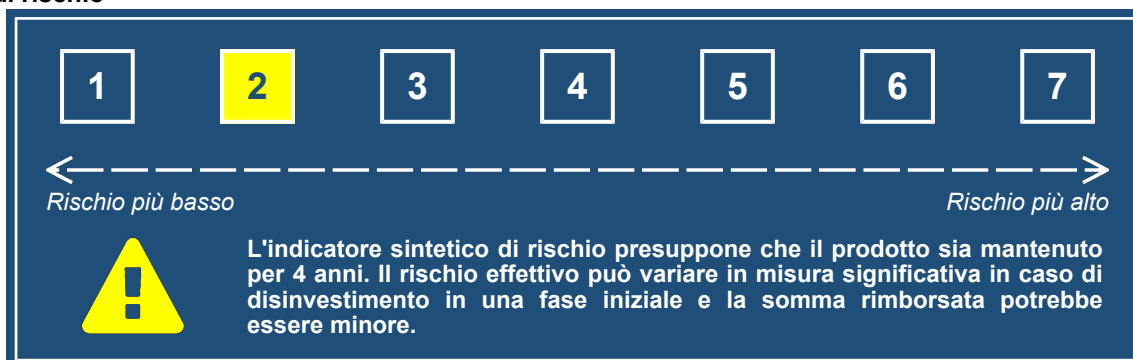 di rischio
1 2 3 4 5 6 7
Rischio più basso Rischio più alto
L'indicatore sintetico di rischio presuppone che il prodotto sia mantenuto
per 4 anni. Il rischio effettivo può variare in misura significativa in caso di
disinvestimento in una fase iniziale e la somma rimborsata potrebbe
essere minore.